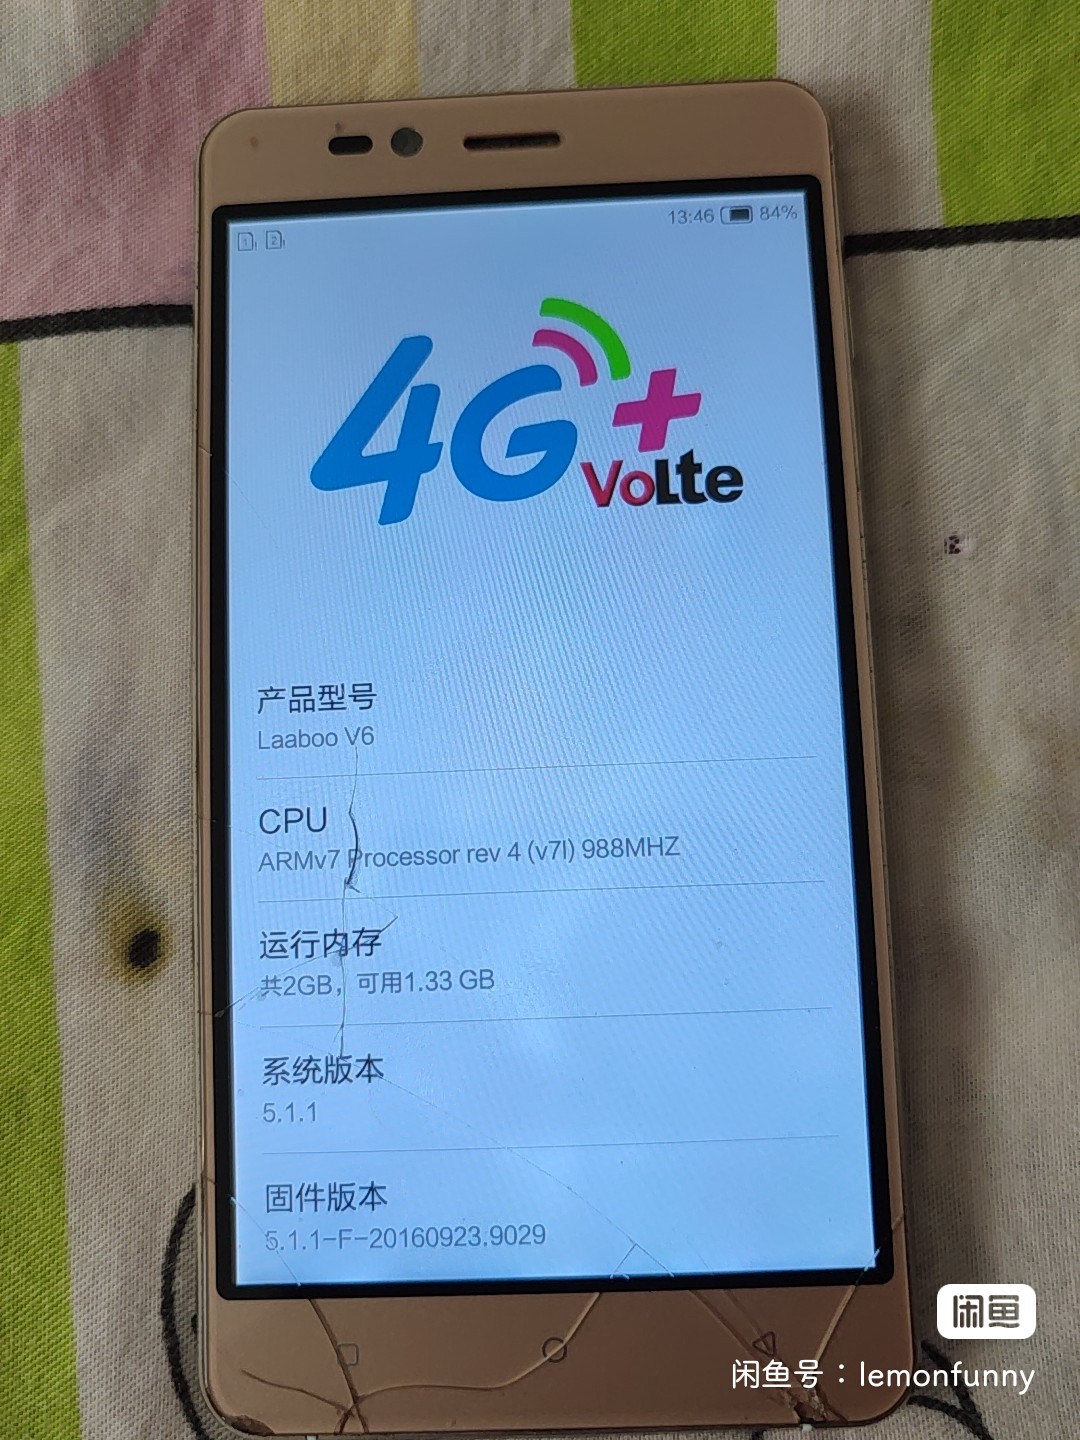 13:46 84%
1 2
4G+
VoLte
产品型号
Laaboo V6
CPU
ARMv7 Processor rev 4 (v7l) 988MHZ
运行内存
共2GB，可用1.33 GB
系统版本
5.1.1
固件版本
5.1.1-F-20160923.9029
闲鱼
闲鱼号：lemonfunny